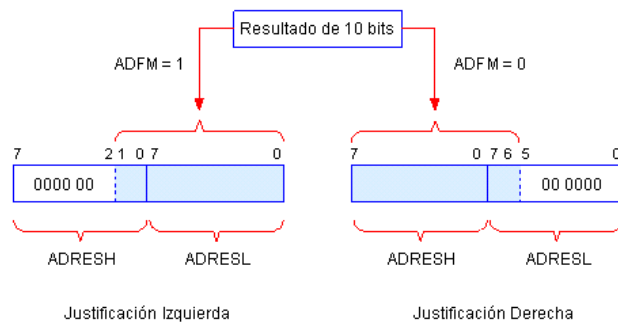 Resultado de 10 bits
ADFM = 1
ADFM = 0
7 2 1 0 7 0
7 0 7 6 5 0
0000 00
00 0000
ADRESH
ADRESL
ADRESH
ADRESL
Justificación Izquierda
Justificación Derecha